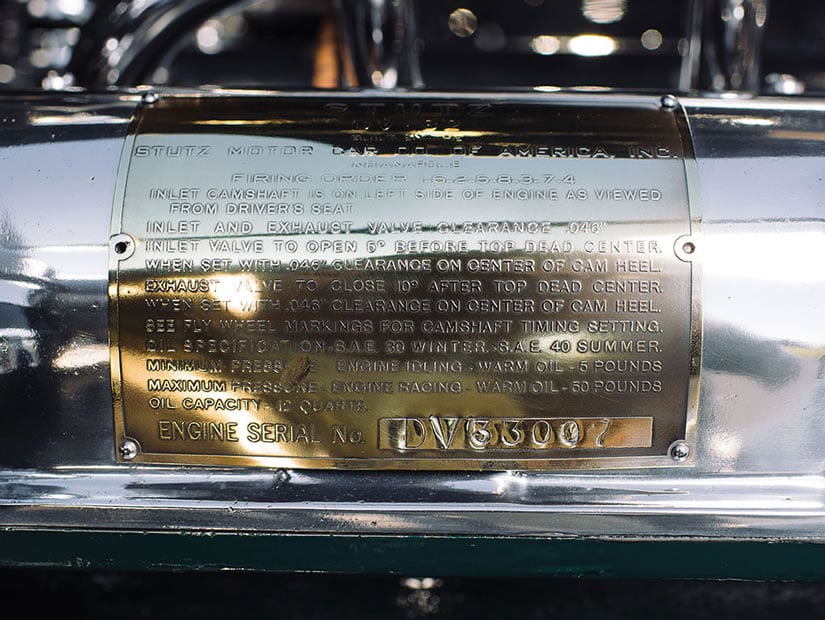 STUTZ
DV-32
STUTZ MOTOR CAR CO. OF AMERICA, INC.
INDIANAPOLIS
FIRING ORDER 1-6-2-5-8-3-7-4
INLET CAMSHAFT IS ON LEFT SIDE OF ENGINE AS VIEWED
FROM DRIVER'S SEAT
INLET AND EXHAUST VALVE CLEARANCE .046"
INLET VALVE TO OPEN 5° BEFORE TOP DEAD CENTER.
WHEN SET WITH .046" CLEARANCE ON CENTER OF CAM HEEL.
EXHAUST VALVE TO CLOSE 10° AFTER TOP DEAD CENTER.
WHEN SET WITH .046" CLEARANCE ON CENTER OF CAM HEEL.
SEE FLY WHEEL MARKINGS FOR CAMSHAFT TIMING SETTING.
OIL SPECIFICATION-S.A.E. 30 WINTER.-S.A.E. 40 SUMMER.
MINIMUM PRESSURE - ENGINE IDLING - WARM OIL - 5 POUNDS
MAXIMUM PRESSURE - ENGINE RACING - WARM OIL - 50 POUNDS
OIL CAPACITY - 12 QUARTS
ENGINE SERIAL No. DV33007